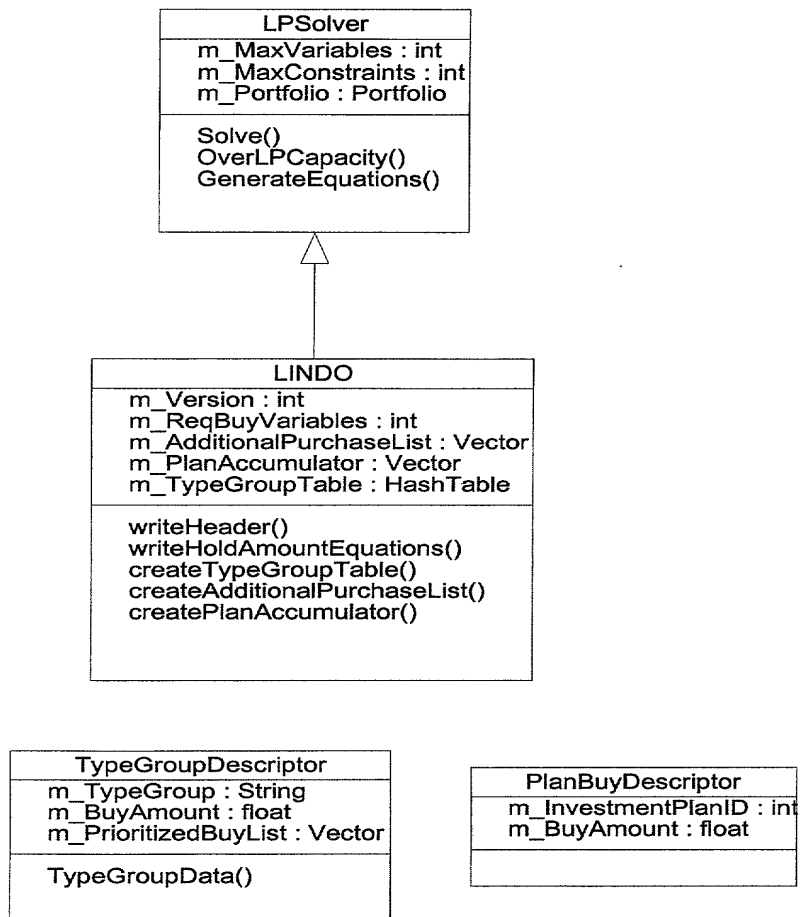 LPSolver
m_MaxVariables : int
m_MaxConstraints : int
m_Portfolio : Portfolio
Solve()
OverLPCapacity()
GenerateEquations()
LINDO
m_Version : int
m_ReqBuyVariables : int
m_AdditionalPurchaseList : Vector
m_PlanAccumulator : Vector
m_TypeGroupTable : HashTable
writeHeader()
writeHoldAmountEquations()
createTypeGroupTable()
createAdditionalPurchaseList()
createPlanAccumulator()
TypeGroupDescriptor
m_TypeGroup : String
m_BuyAmount : float
m_PrioritizedBuyList : Vector
TypeGroupData()
PlanBuyDescriptor
m_InvestmentPlanID : int
m_BuyAmount : float